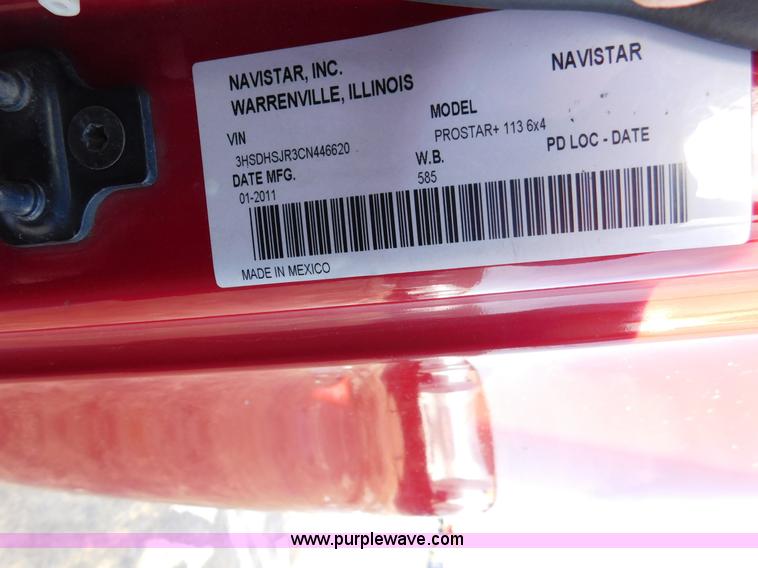 NAVISTAR, INC.
WARRENVILLE, ILLINOIS
NAVISTAR
VIN
MODEL
3HSDHSJR3CN446620
PROSTAR+ 113 6x4
DATE MFG.
W.B.
PD LOC - DATE
01-2011
585
MADE IN MEXICO
www.purplewave.com